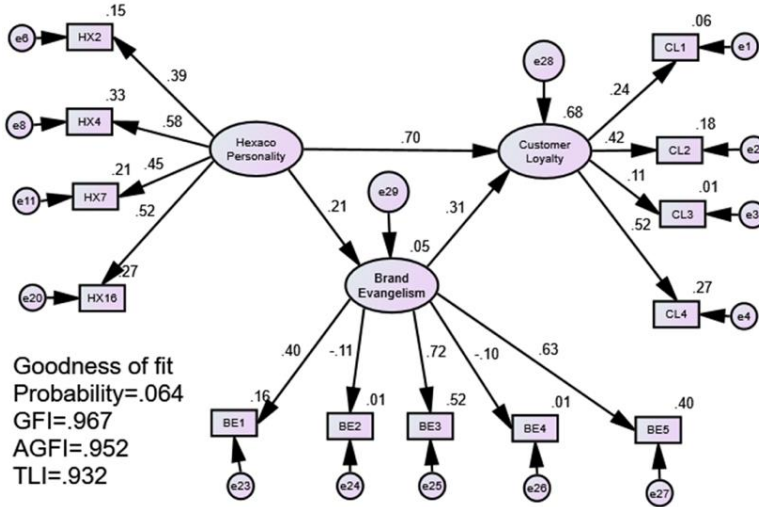 .15
e6
HX2
.39
.33
e8
HX4
.58
.21
e11
HX7
.45
.52
.27
e20
HX16
Hexaco
Personality
.70
.21
e28
.68
Customer
Loyalty
.06
CL1
e1
.24
.18
.42
CL2
e2
.11
.01
CL3
e3
.52
.27
CL4
e4
e29
.31
.05
Brand
Evangelism
.40
-.11
.72
-.10
.63
.16
BE1
e23
.01
BE2
e24
.52
BE3
e25
.01
BE4
e26
.40
BE5
e27
Goodness of fit
Probability=.064
GFI=.967
AGFI=.952
TLI=.932